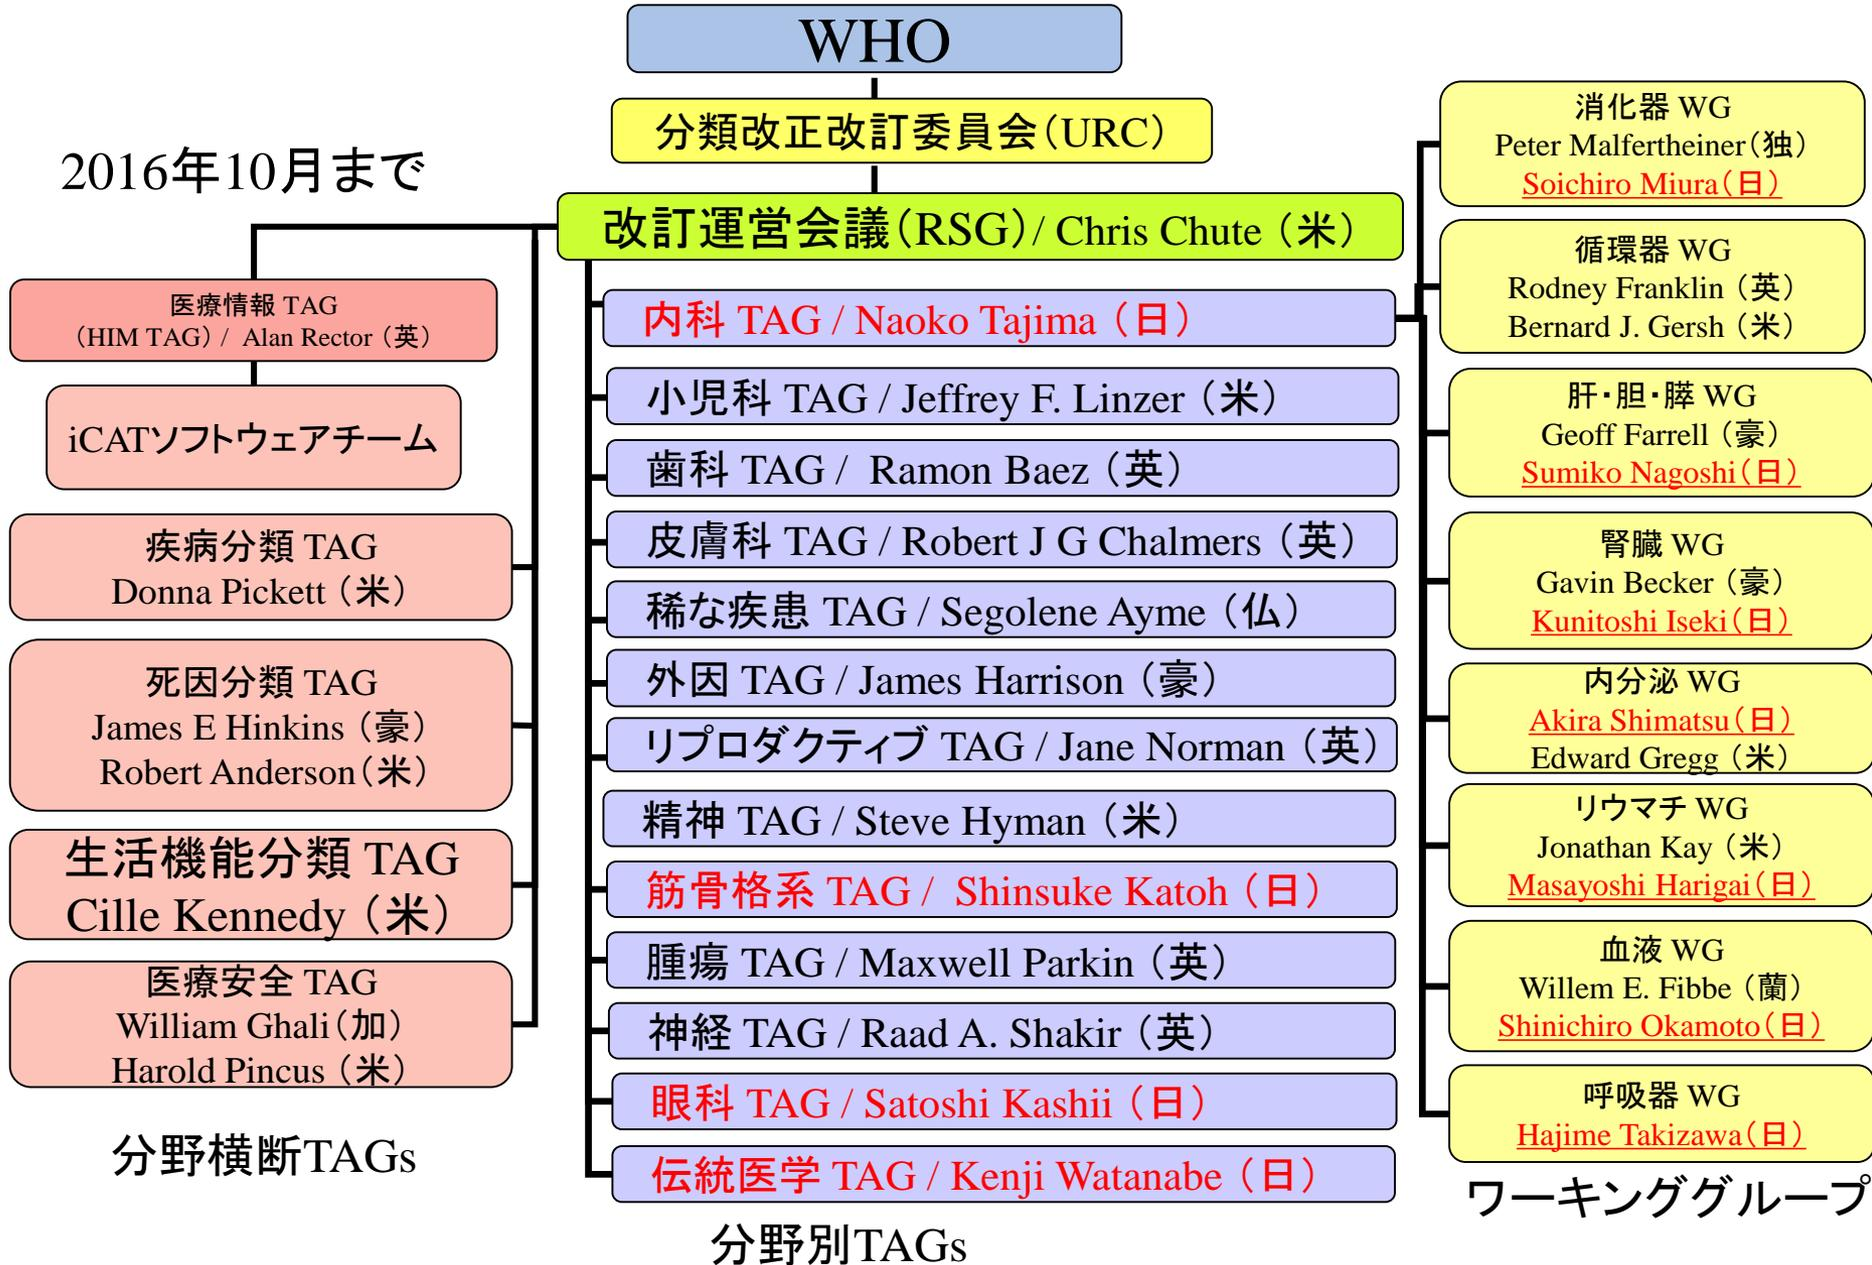 WHO
分類改正改訂委員会（URC）
2016年10月まで
改訂運営会議（RSG）/ Chris Chute（米）
医療情報 TAG
（HIM TAG）/ Alan Rector（英）
iCATソフトウェアチーム
疾病分類 TAG
Donna Pickett（米）
死因分類 TAG
James E Hinkins（豪）
Robert Anderson（米）
生活機能分類 TAG
Cille Kennedy（米）
医療安全 TAG
William Ghali（加）
Harold Pincus（米）
分野横断TAGs
内科 TAG / Naoko Tajima（日）
小児科 TAG / Jeffrey F. Linzer（米）
歯科 TAG / Ramon Baez（英）
皮膚科 TAG / Robert J G Chalmers（英）
稀な疾患 TAG / Segolene Ayme（仏）
外因 TAG / James Harrison（豪）
リプロダクティブ TAG / Jane Norman（英）
精神 TAG / Steve Hyman（米）
筋骨格系 TAG / Shinsuke Katoh（日）
腫瘍 TAG / Maxwell Parkin（英）
神経 TAG / Raad A. Shakir（英）
眼科 TAG / Satoshi Kashii（日）
伝統医学 TAG / Kenji Watanabe（日）
分野別TAGs
消化器 WG
Peter Malfertheiner（独）
Soichiro Miura（日）
循環器 WG
Rodney Franklin（英）
Bernard J. Gersh（米）
肝・胆・膵 WG
Geoff Farrell（豪）
Sumiko Nagoshi（日）
腎臓 WG
Gavin Becker（豪）
Kunitoshi Iseki（日）
内分泌 WG
Akira Shimatsu（日）
Edward Gregg（米）
リウマチ WG
Jonathan Kay（米）
Masayoshi Harigai（日）
血液 WG
Willem E. Fibbe（蘭）
Shinichiro Okamoto（日）
呼吸器 WG
Hajime Takizawa（日）
ワーキンググループ